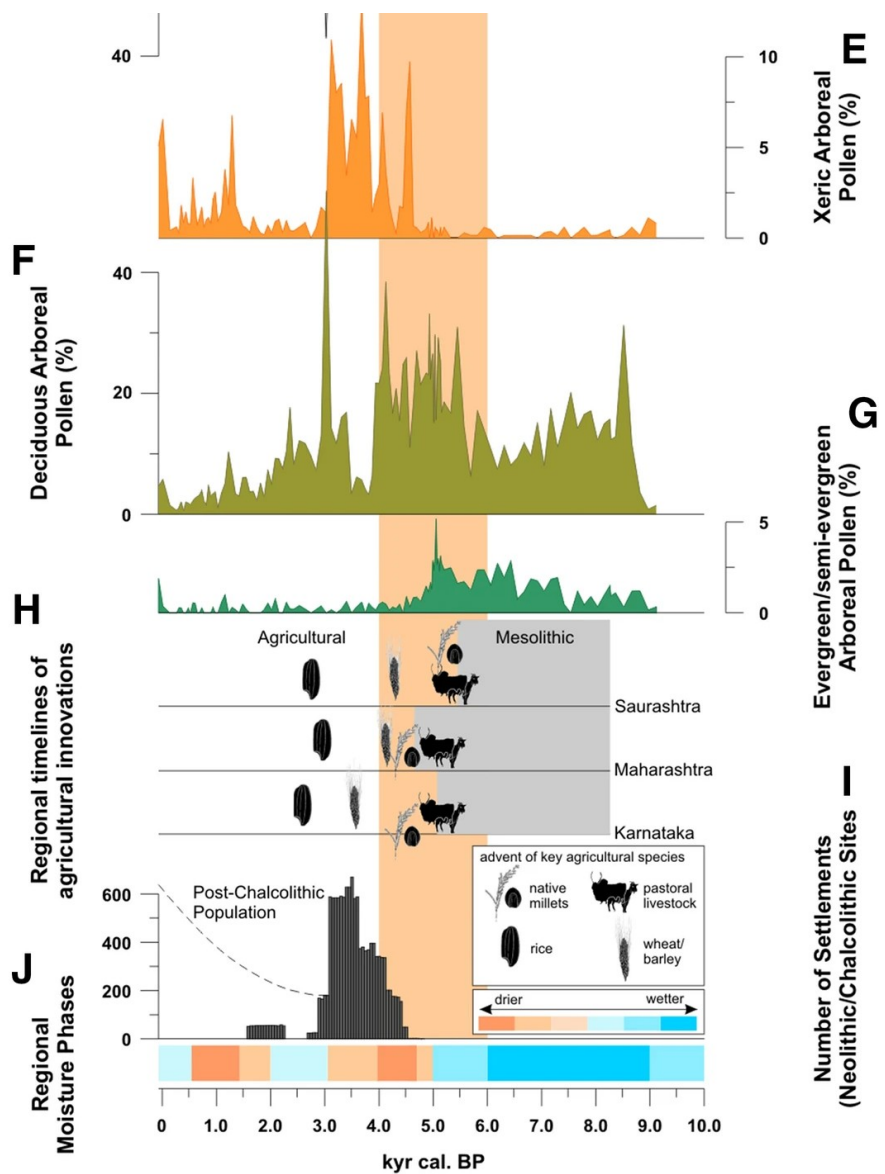 40
10
5
0
E
Xeric Arboreal
Pollen (%)
F
40
20
0
Deciduous Arboreal
Pollen (%)
G
5
0
Evergreen/semi-evergreen
Arboreal Pollen (%)
H
Regional timelines of
agricultural innovations
Agricultural
Mesolithic
Saurashtra
Maharashtra
Karnataka
advent of key agricultural species
native
millets
pastoral
livestock
rice
wheat/
barley
drier
wetter
I
Number of Settlements
(Neolithic/Chalcolithic Sites
600
400
200
0
Post-Chalcolithic
Population
J
Regional
Moisture Phases
0
1.0
2.0
3.0
4.0
5.0
6.0
7.0
8.0
9.0
10.0
kyr cal. BP